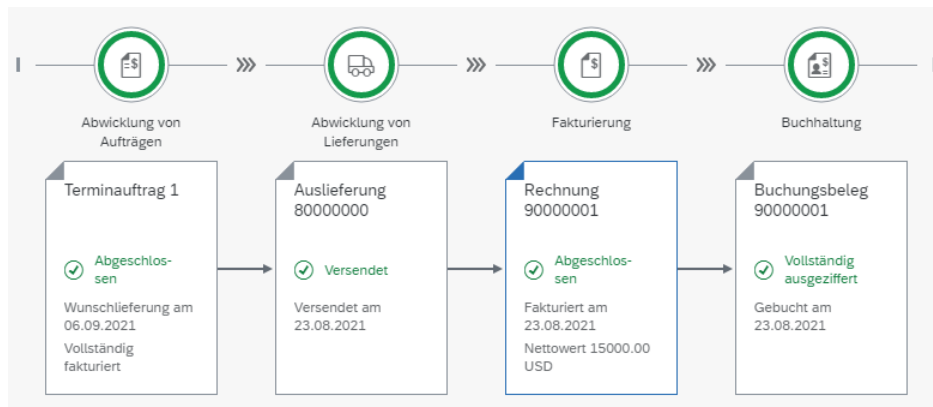 Abwicklung von
Aufträgen
Abwicklung von
Lieferungen
Fakturierung
Buchhaltung
Terminauftrag 1
Abgeschlos-
sen
Wunschlieferung am
06.09.2021
Vollständig
fakturiert
Auslieferung
80000000
Versendet
Versendet am
23.08.2021
Rechnung
90000001
Abgeschlos-
sen
Fakturiert am
23.08.2021
Nettowert 15000.00
USD
Buchungsbeleg
90000001
Vollständig
ausgeziffert
Gebucht am
23.08.2021